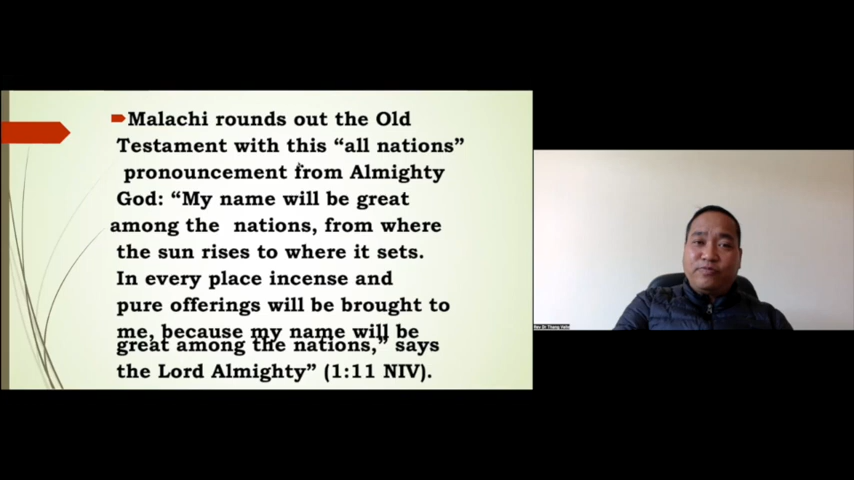 Malachi rounds out the Old
Testament with this “all nations”
pronouncement from Almighty
God: “My name will be great
among the nations, from where
the sun rises to where it sets.
In every place incense and
pure offerings will be brought to
me, because my name will be
great among the nations,” says
the Lord Almighty” (1:11 NIV).
Rev Dr Thang